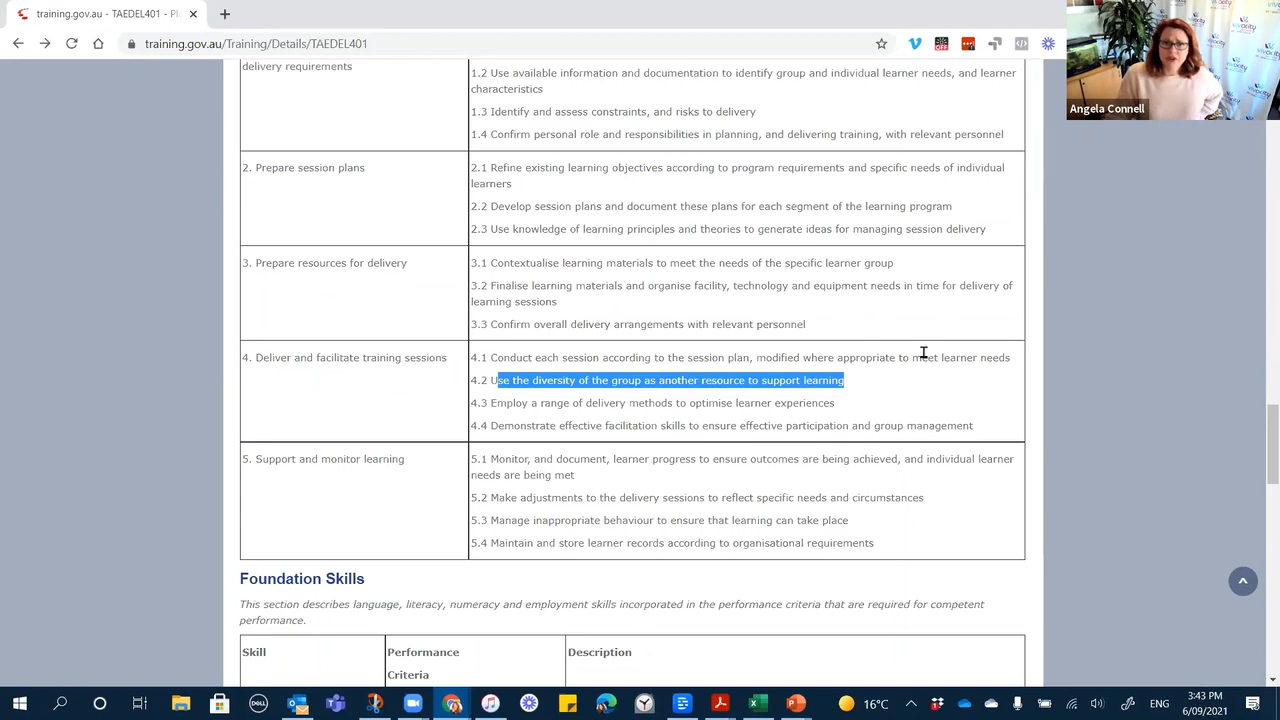 training.gov.au - TAEDEL401 - Pl
training.gov.au/Training/Details/TAEDEL401
OFF
vivacity
Angela Connell
delivery requirements
1.2 Use available information and documentation to identify group and individual learner needs, and learner
characteristics
1.3 Identify and assess constraints, and risks to delivery
1.4 Confirm personal role and responsibilities in planning, and delivering training, with relevant personnel
2. Prepare session plans
2.1 Refine existing learning objectives according to program requirements and specific needs of individual
learners
2.2 Develop session plans and document these plans for each segment of the learning program
2.3 Use knowledge of learning principles and theories to generate ideas for managing session delivery
3. Prepare resources for delivery
3.1 Contextualise learning materials to meet the needs of the specific learner group
3.2 Finalise learning materials and organise facility, technology and equipment needs in time for delivery of
learning sessions
3.3 Confirm overall delivery arrangements with relevant personnel
4. Deliver and facilitate training sessions
4.1 Conduct each session according to the session plan, modified where appropriate to meet learner needs
4.2 Use the diversity of the group as another resource to support learning
4.3 Employ a range of delivery methods to optimise learner experiences
4.4 Demonstrate effective facilitation skills to ensure effective participation and group management
5. Support and monitor learning
5.1 Monitor, and document, learner progress to ensure outcomes are being achieved, and individual learner
needs are being met
5.2 Make adjustments to the delivery sessions to reflect specific needs and circumstances
5.3 Manage inappropriate behaviour to ensure that learning can take place
5.4 Maintain and store learner records according to organisational requirements
Foundation Skills
This section describes language, literacy, numeracy and employment skills incorporated in the performance criteria that are required for competent
performance.
Skill
Performance
Criteria
Description
16°C
ENG
3:43 PM
6/09/2021